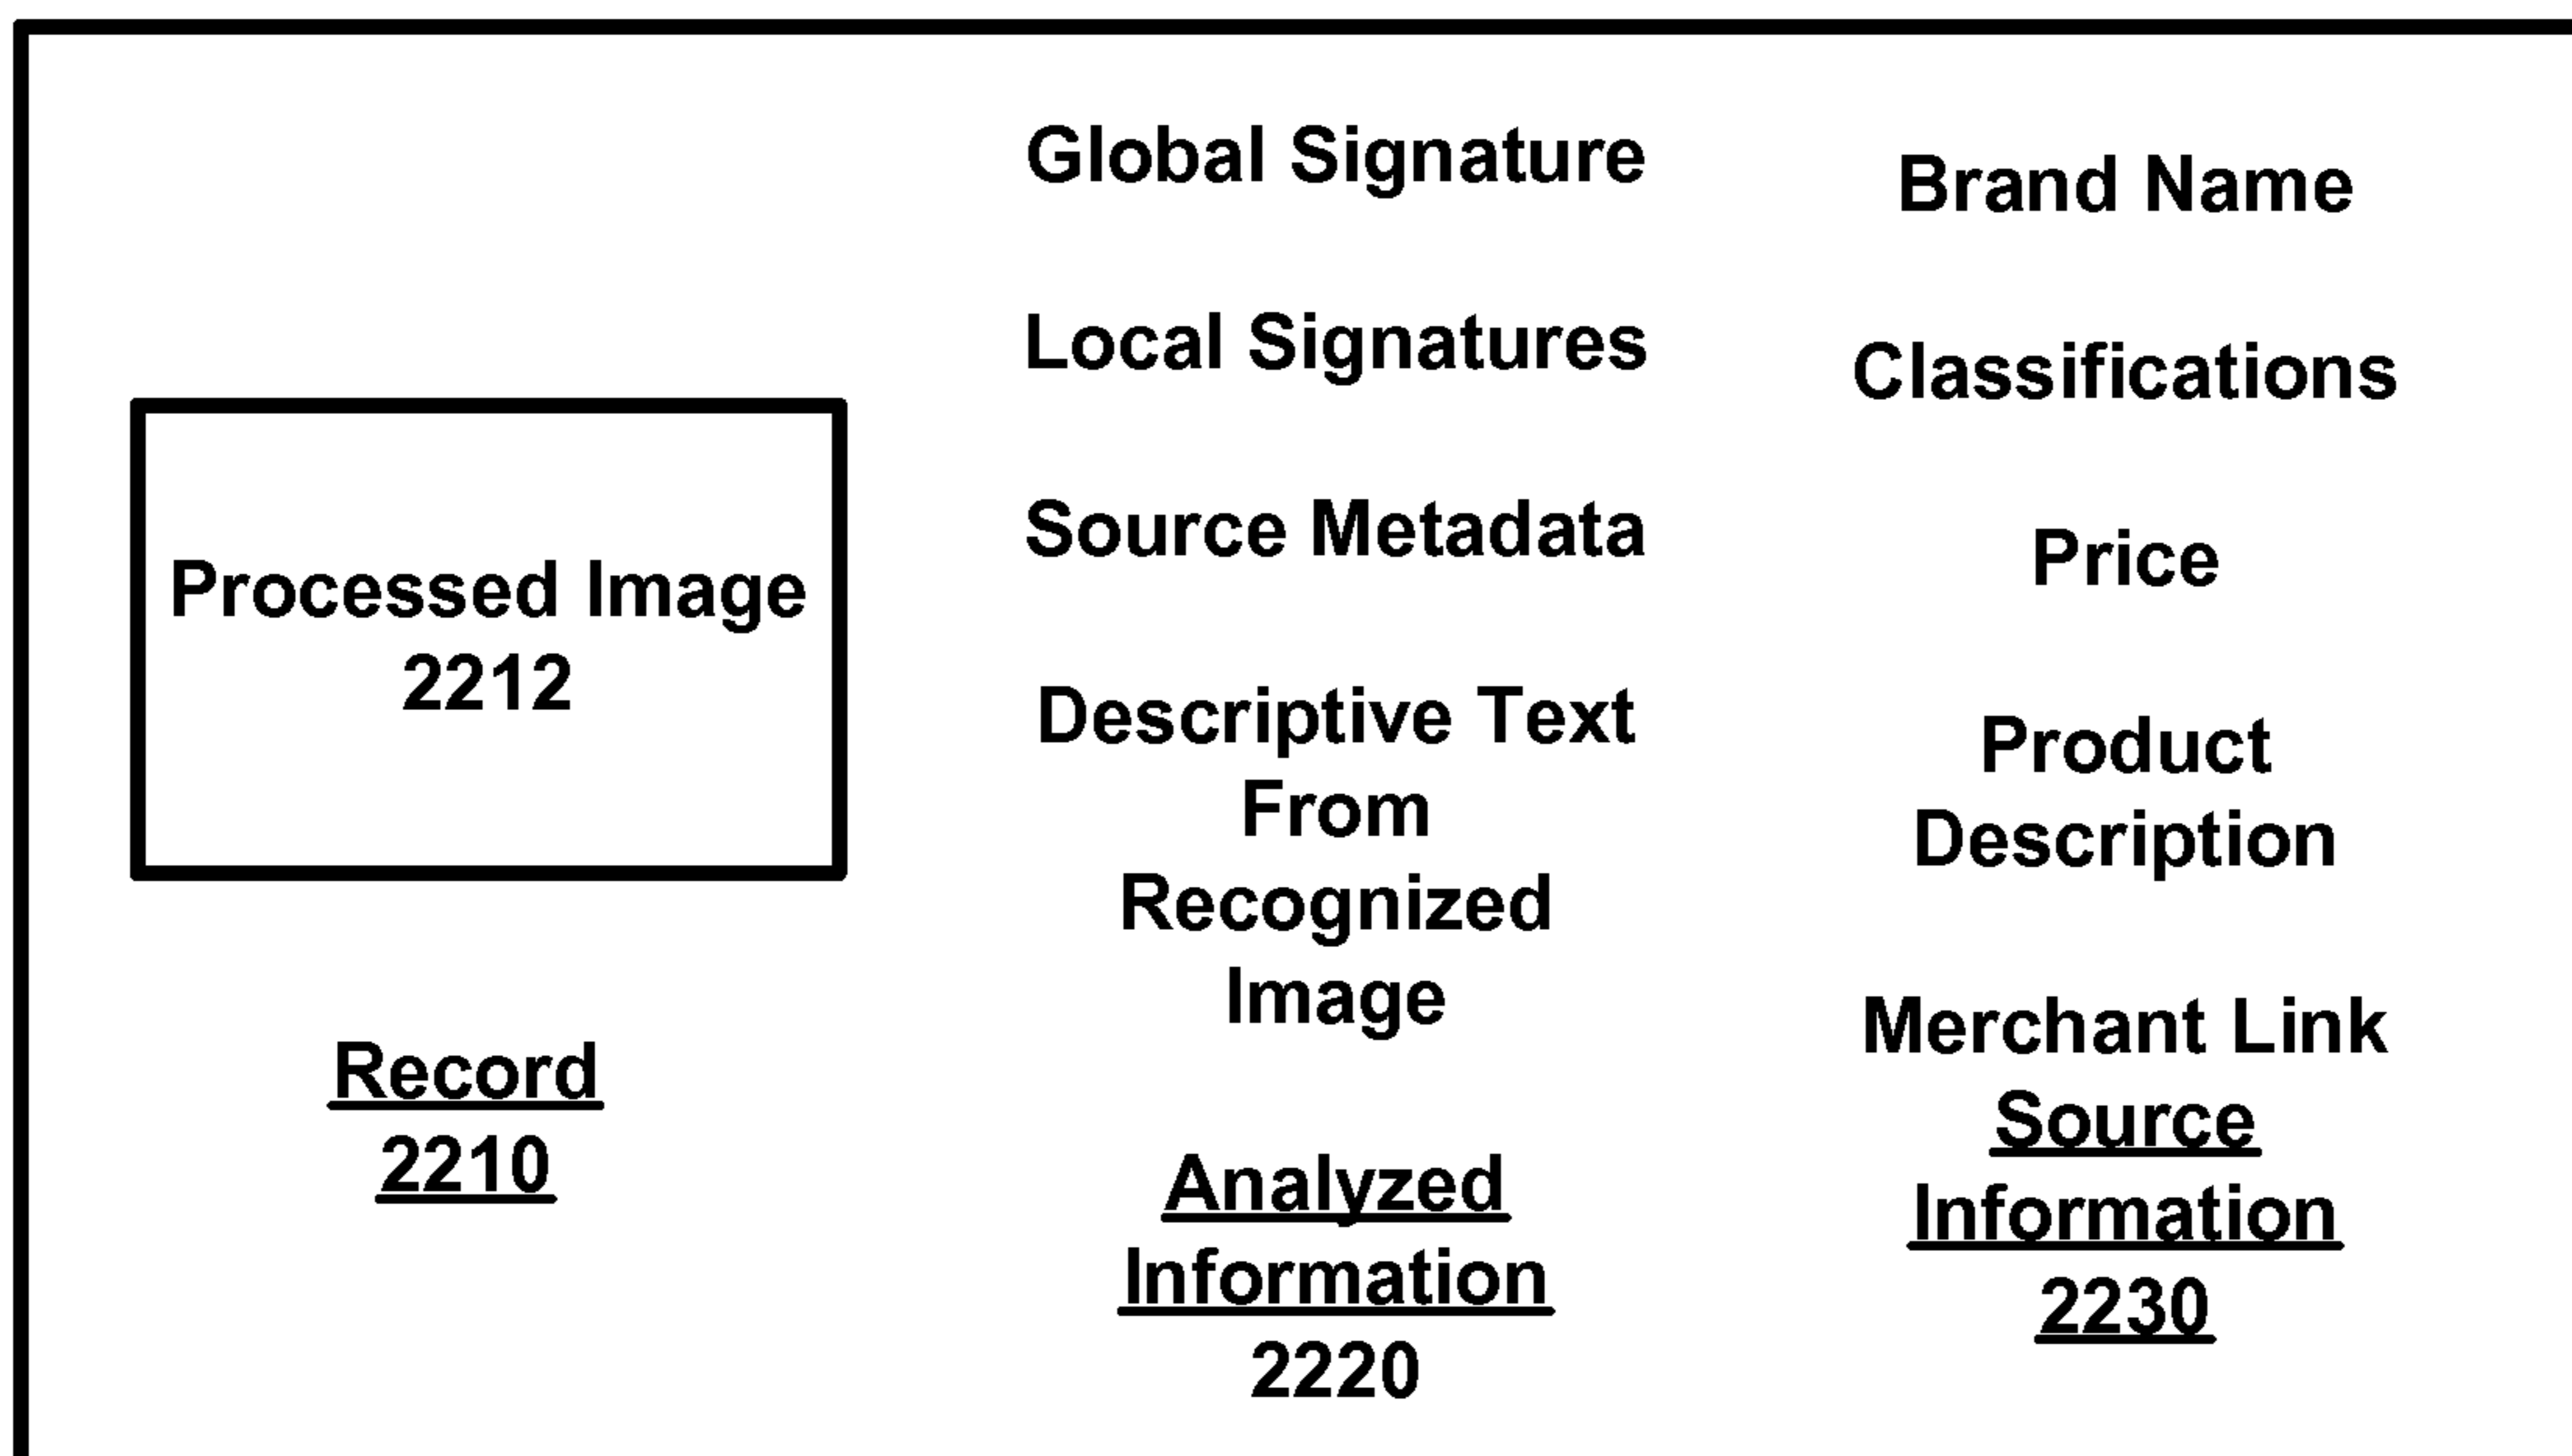 Processed Image
2212
Record
2210
Global Signature
Local Signatures
Source Metadata
Descriptive Text
From
Recognized
Image
Analyzed
Information
2220
Brand Name
Classifications
Price
Product
Description
Merchant Link
Source
Information
2230